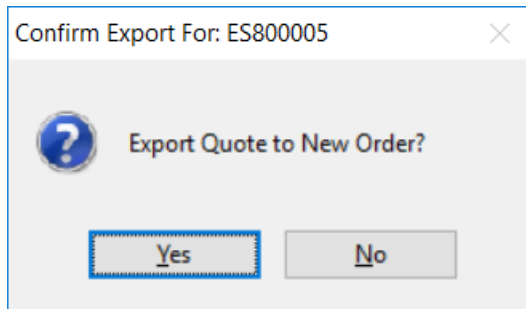 Confirm Export For: ES800005
Export Quote to New Order?
Yes No